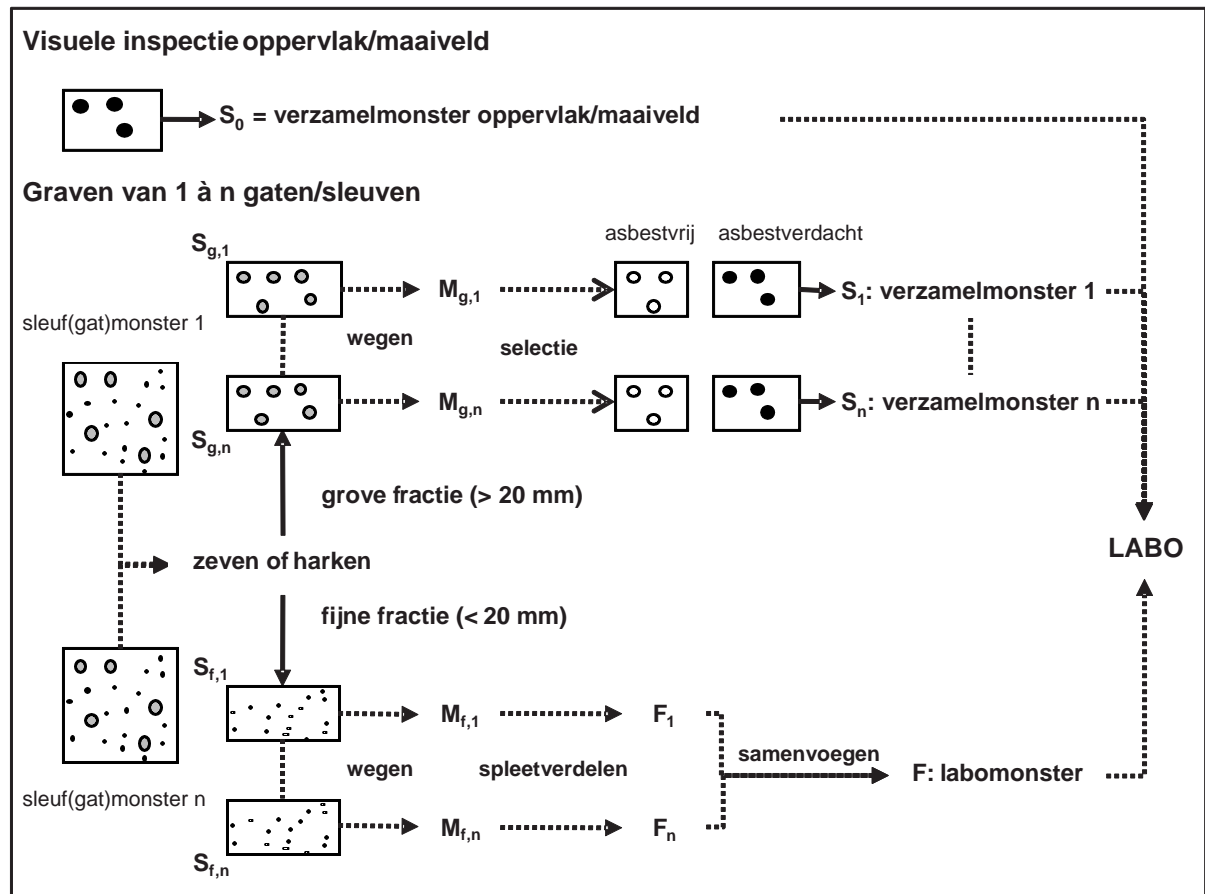 Visuele inspectie oppervlak/maaiveld
S0 = verzamelmonster oppervlak/maaiveld
Graven van 1 à n gaten/sleuven
Sg,1
asbestvrij
asbestverdacht
Mg,1
S1: verzamelmonster 1
sleuf(gat)monster 1
wegen
selectie
Sg,n
Mg,n
Sn: verzamelmonster n
grove fractie (> 20 mm)
zeven of harken
LABO
fijne fractie (< 20 mm)
Sf,1
Mf,1
F1
wegen
spleetverdelen
samenvoegen
F: labomonster
sleuf(gat)monster n
Mf,n
Fn
Sf,n